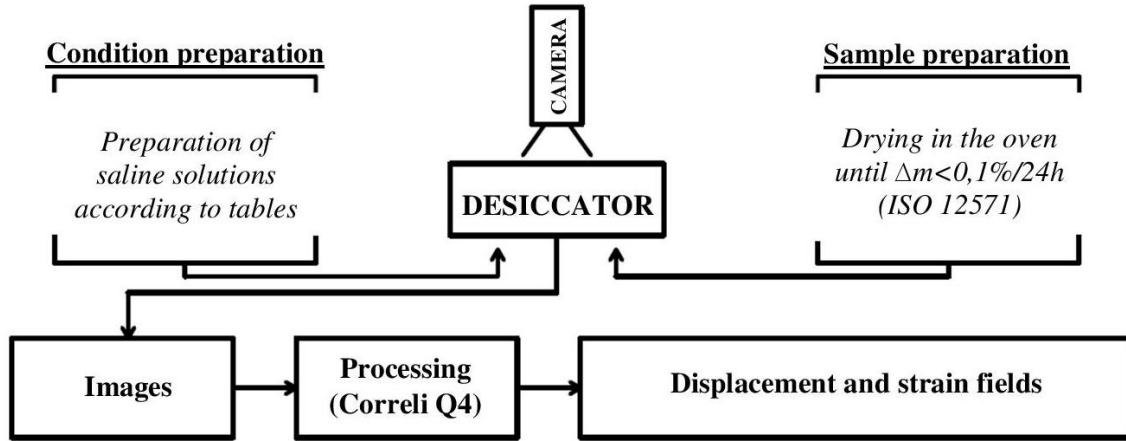 CAMERA
Condition preparation
Sample preparation
Preparation of
saline solutions
according to tables
DESICCATOR
Drying in the oven
until Δm<0,1%/24h
(ISO 12571)
Images
Processing
(Correli Q4)
Displacement and strain fields